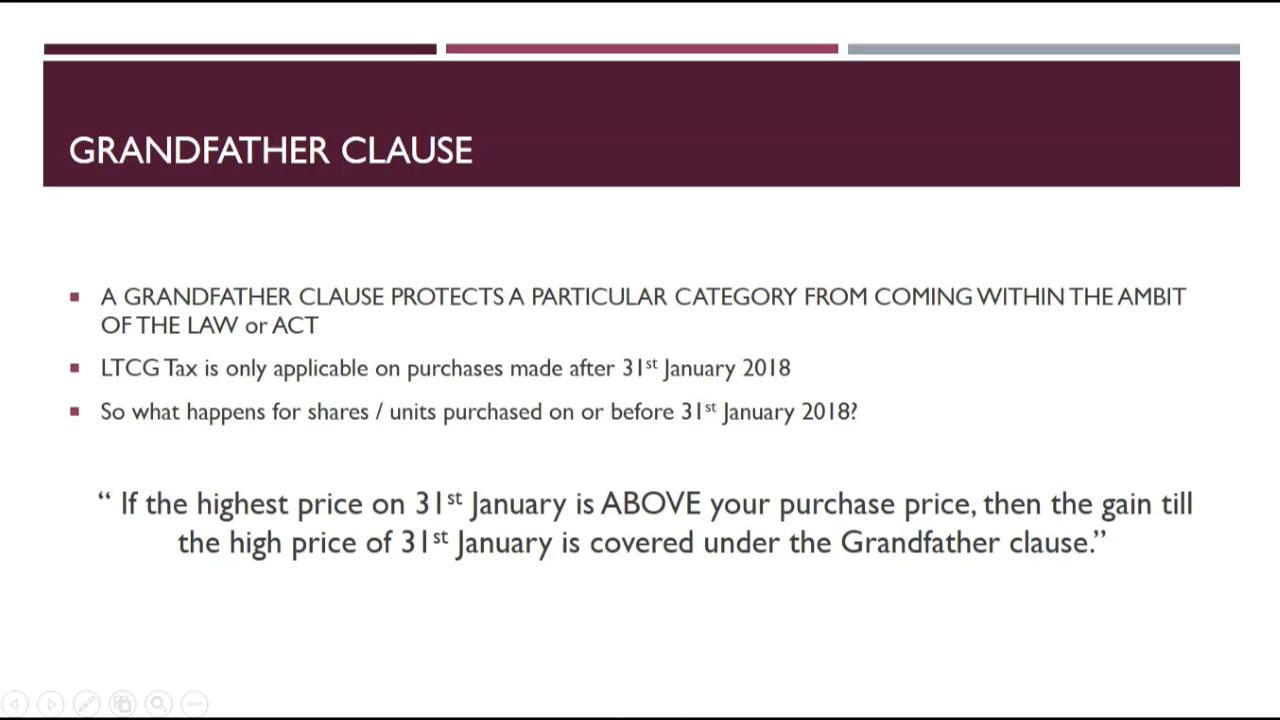 GRANDFATHER CLAUSE
A GRANDFATHER CLAUSE PROTECTS A PARTICULAR CATEGORY FROM COMING WITHIN THE AMBIT
OF THE LAW or ACT
LTCG Tax is only applicable on purchases made after 31st January 2018
So what happens for shares / units purchased on or before 31st January 2018?
“ If the highest price on 31st January is ABOVE your purchase price, then the gain till
the high price of 31st January is covered under the Grandfather clause.”